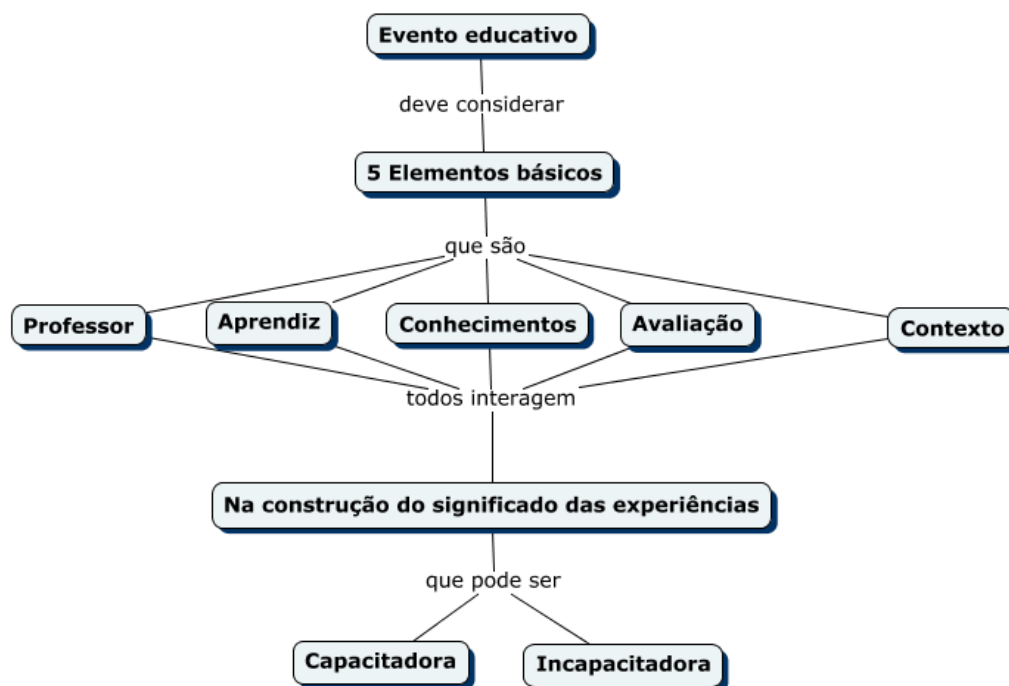 Evento educativo
deve considerar
5 Elementos básicos
que são
Professor
Aprendiz
Conhecimentos
Avaliação
Contexto
todos interagem
Na construção do significado das experiências
que pode ser
Capacitadora
Incapacitadora